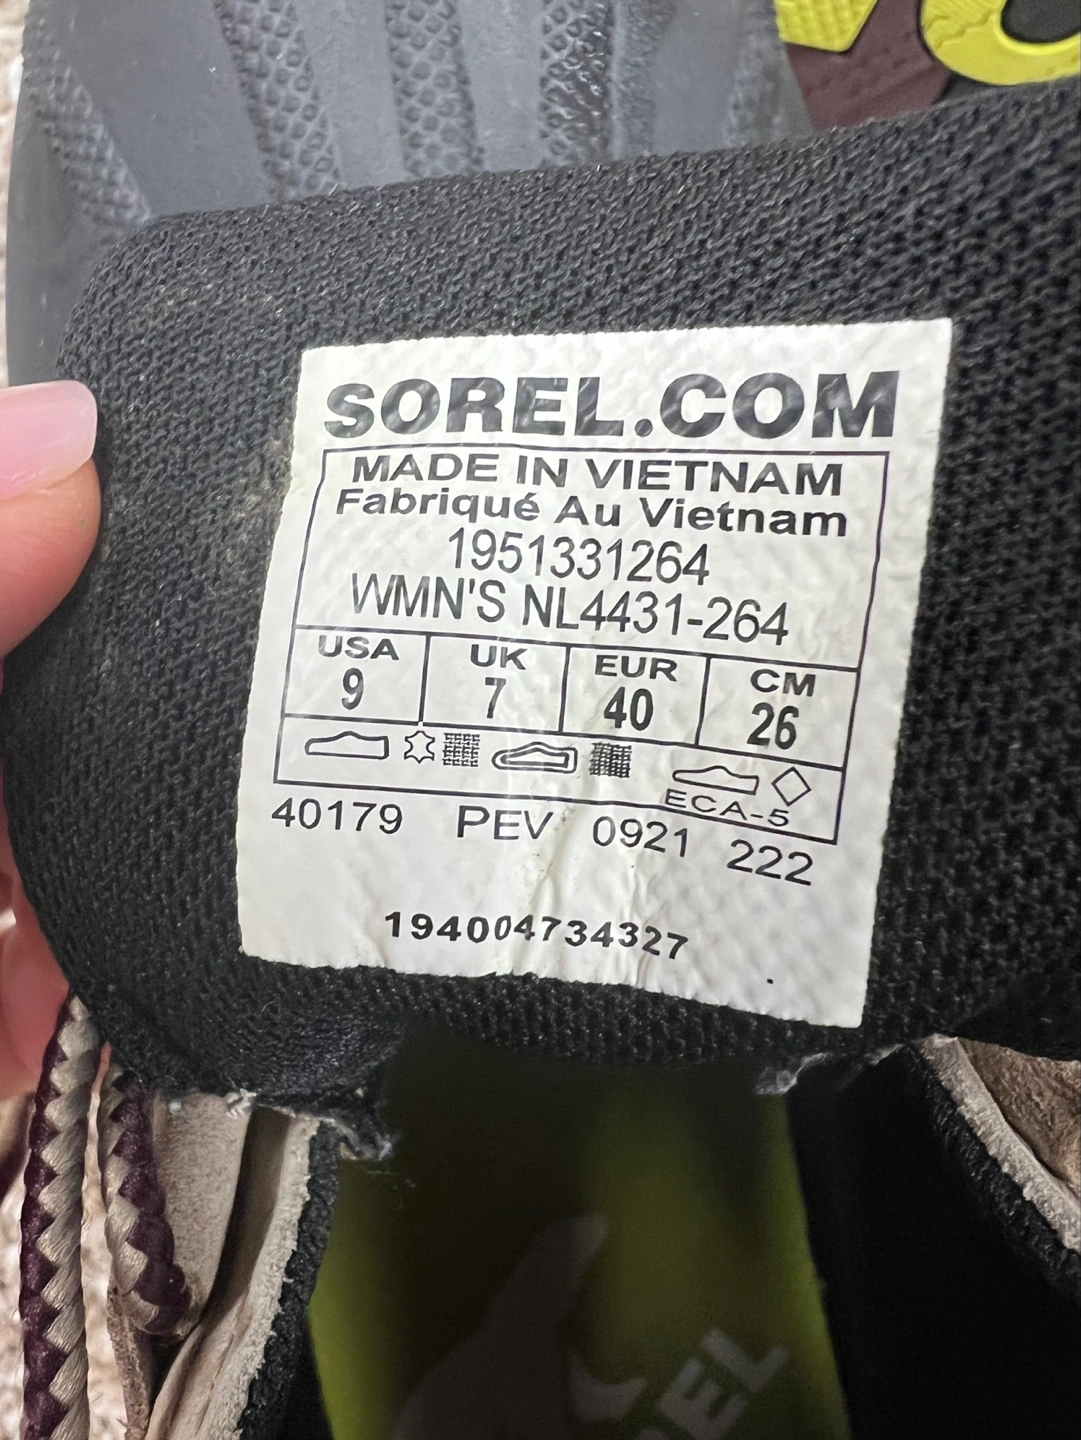 SOREL.COM
MADE IN VIETNAM
Fabriqué Au Vietnam
1951331264
WMN'S NL4431-264
USA UK EUR CM
9 7 40 26
ECA-5
40179 PEV 0921 222
194004734327